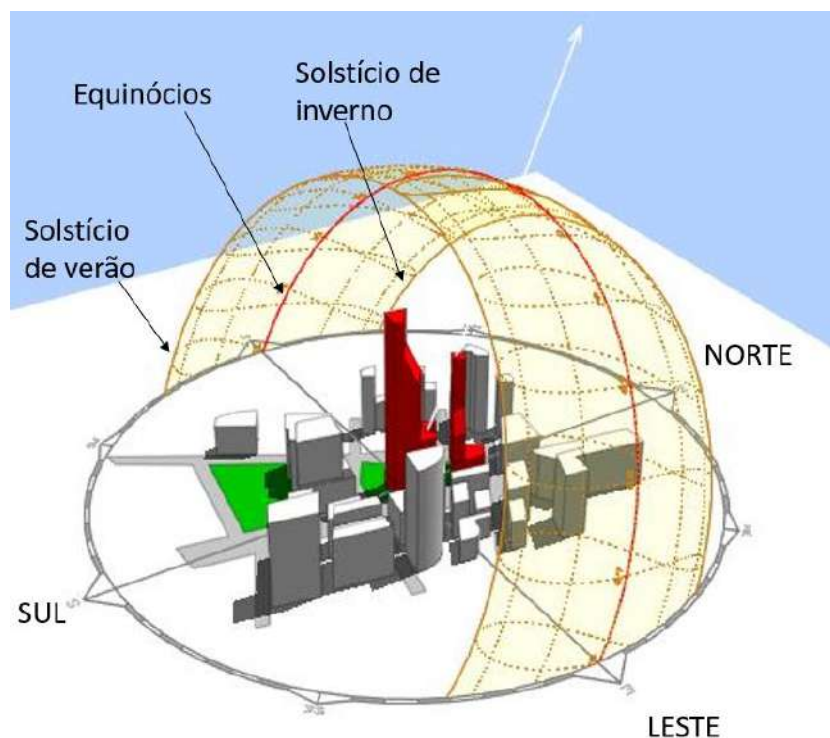 Solstício de
inverno
Equinócios
Solstício
de verão
NORTE
SUL
LESTE